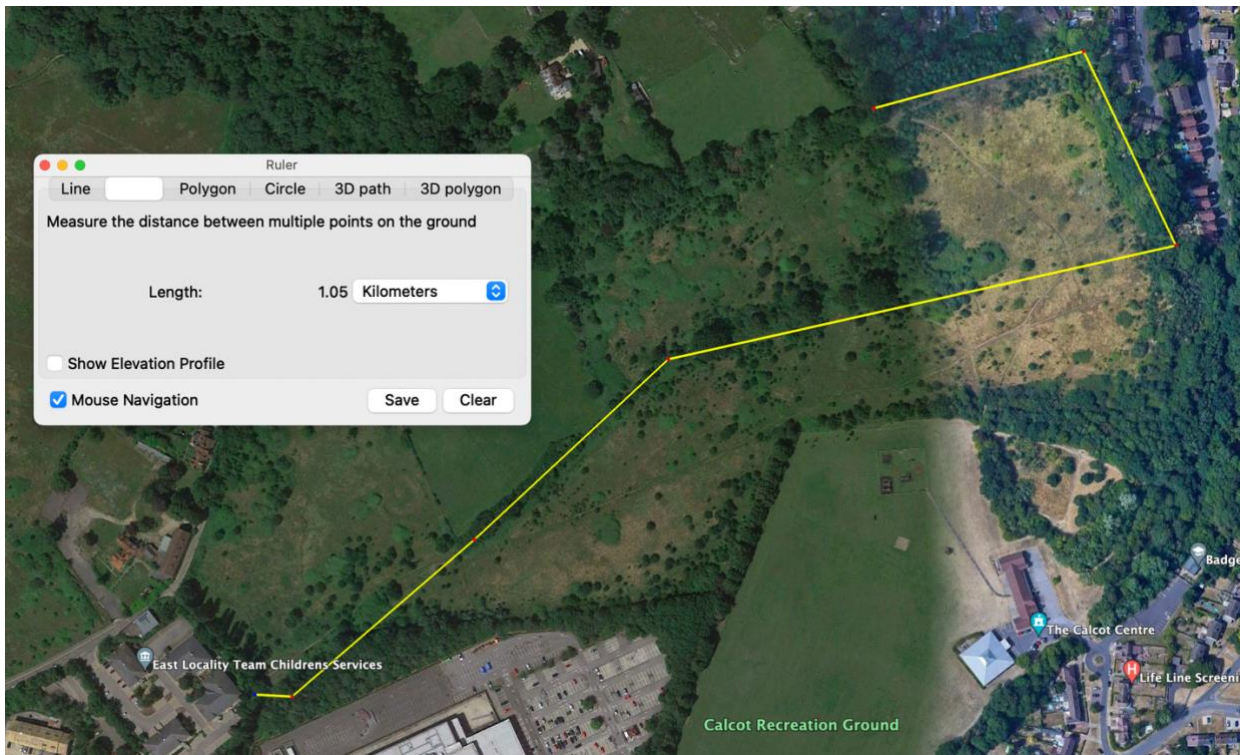 Ruler
Line Polygon Circle 3D path 3D polygon
Measure the distance between multiple points on the ground
Length: 1.05 Kilometers
Show Elevation Profile
Mouse Navigation Save Clear
Badge
The Calcot Centre
East Locality Team Childrens Services
Life Line Screeni
Calcot Recreation Ground